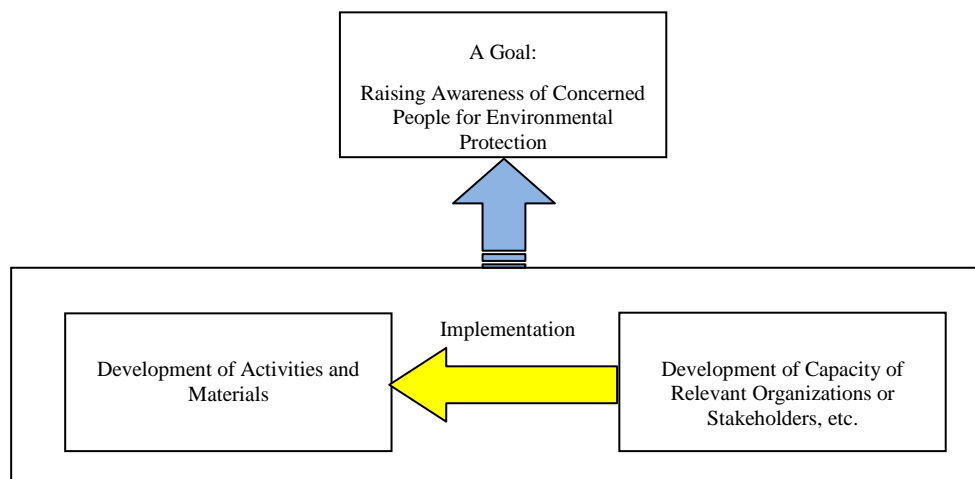 A Goal:
Raising Awareness of Concerned
People for Environmental
Protection
Implementation
Development of Activities and
Materials
Development of Capacity of
Relevant Organizations or
Stakeholders, etc.